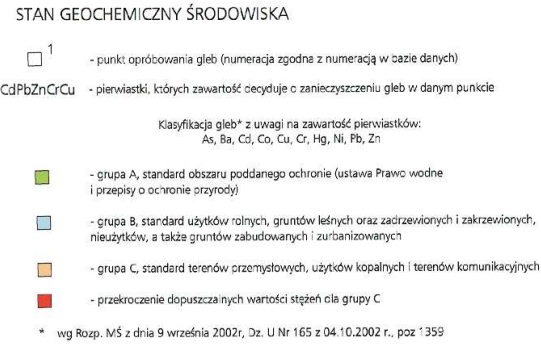 STAN GEOCHEMICZNY ŚRODOWISKA
1
- punkt opróbowania gleb (numeracja zgodna z numeracją w bazie danych)
CdPbZnCrCu - pierwiastki, których zawartość decyduje o zanieczyszczeniu gleb w danym punkcie
Klasyfikacja gleb* z uwagi na zawartość pierwiastków:
As, Ba, Cd, Co, Cu, Cr, Hg, Ni, Pb, Zn
- grupa A, standard obszaru poddanego ochronie (ustawa Prawo wodne
i przepisy o ochronie przyrody)
- grupa B, standard użytków rolnych, gruntów leśnych oraz zadrzewionych i zakrzewionych,
nieużytków, a także gruntów zabudowanych i zurbanizowanych
- grupa C, standard terenów przemysłowych, użytków kopalnych i terenów komunikacyjnych
- przekroczenie dopuszczalnych wartości stężeń dla grupy C
* wg Rozp. MŚ z dnia 9 września 2002r, Dz. U Nr 165 z 04.10.2002 r., poz 1359